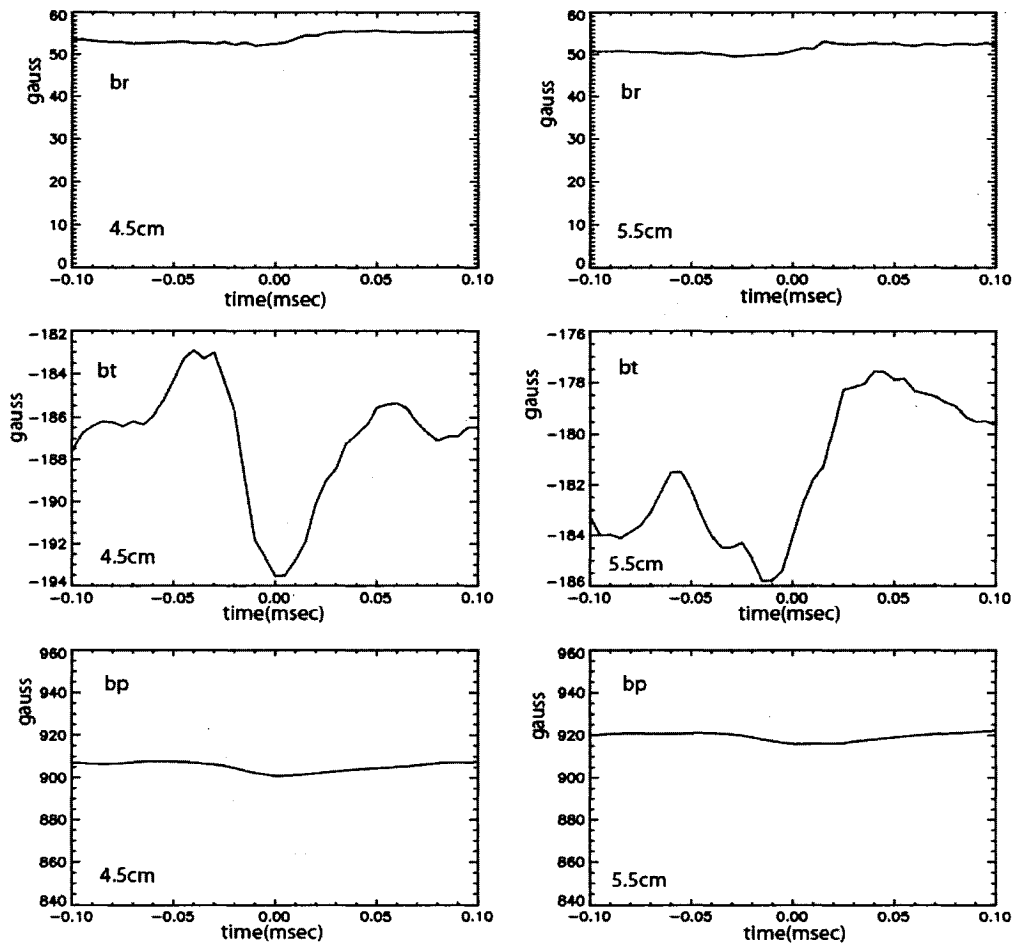 60
50
40
30
20
10
0
gauss
br
4.5cm
−0.10 −0.05 0.00 0.05 0.10
time(msec)
60
50
40
30
20
10
0
gauss
br
5.5cm
−0.10 −0.05 0.00 0.05 0.10
time(msec)
−182
−184
−186
−188
−190
−192
−194
gauss
bt
4.5cm
−0.10 −0.05 0.00 0.05 0.10
time(msec)
−176
−178
−180
−182
−184
−186
gauss
bt
5.5cm
−0.10 −0.05 0.00 0.05 0.10
time(msec)
960
940
920
900
880
860
840
gauss
bp
4.5cm
−0.10 −0.05 0.00 0.05 0.10
time(msec)
960
940
920
900
880
860
840
gauss
bp
5.5cm
−0.10 −0.05 0.00 0.05 0.10
time(msec)